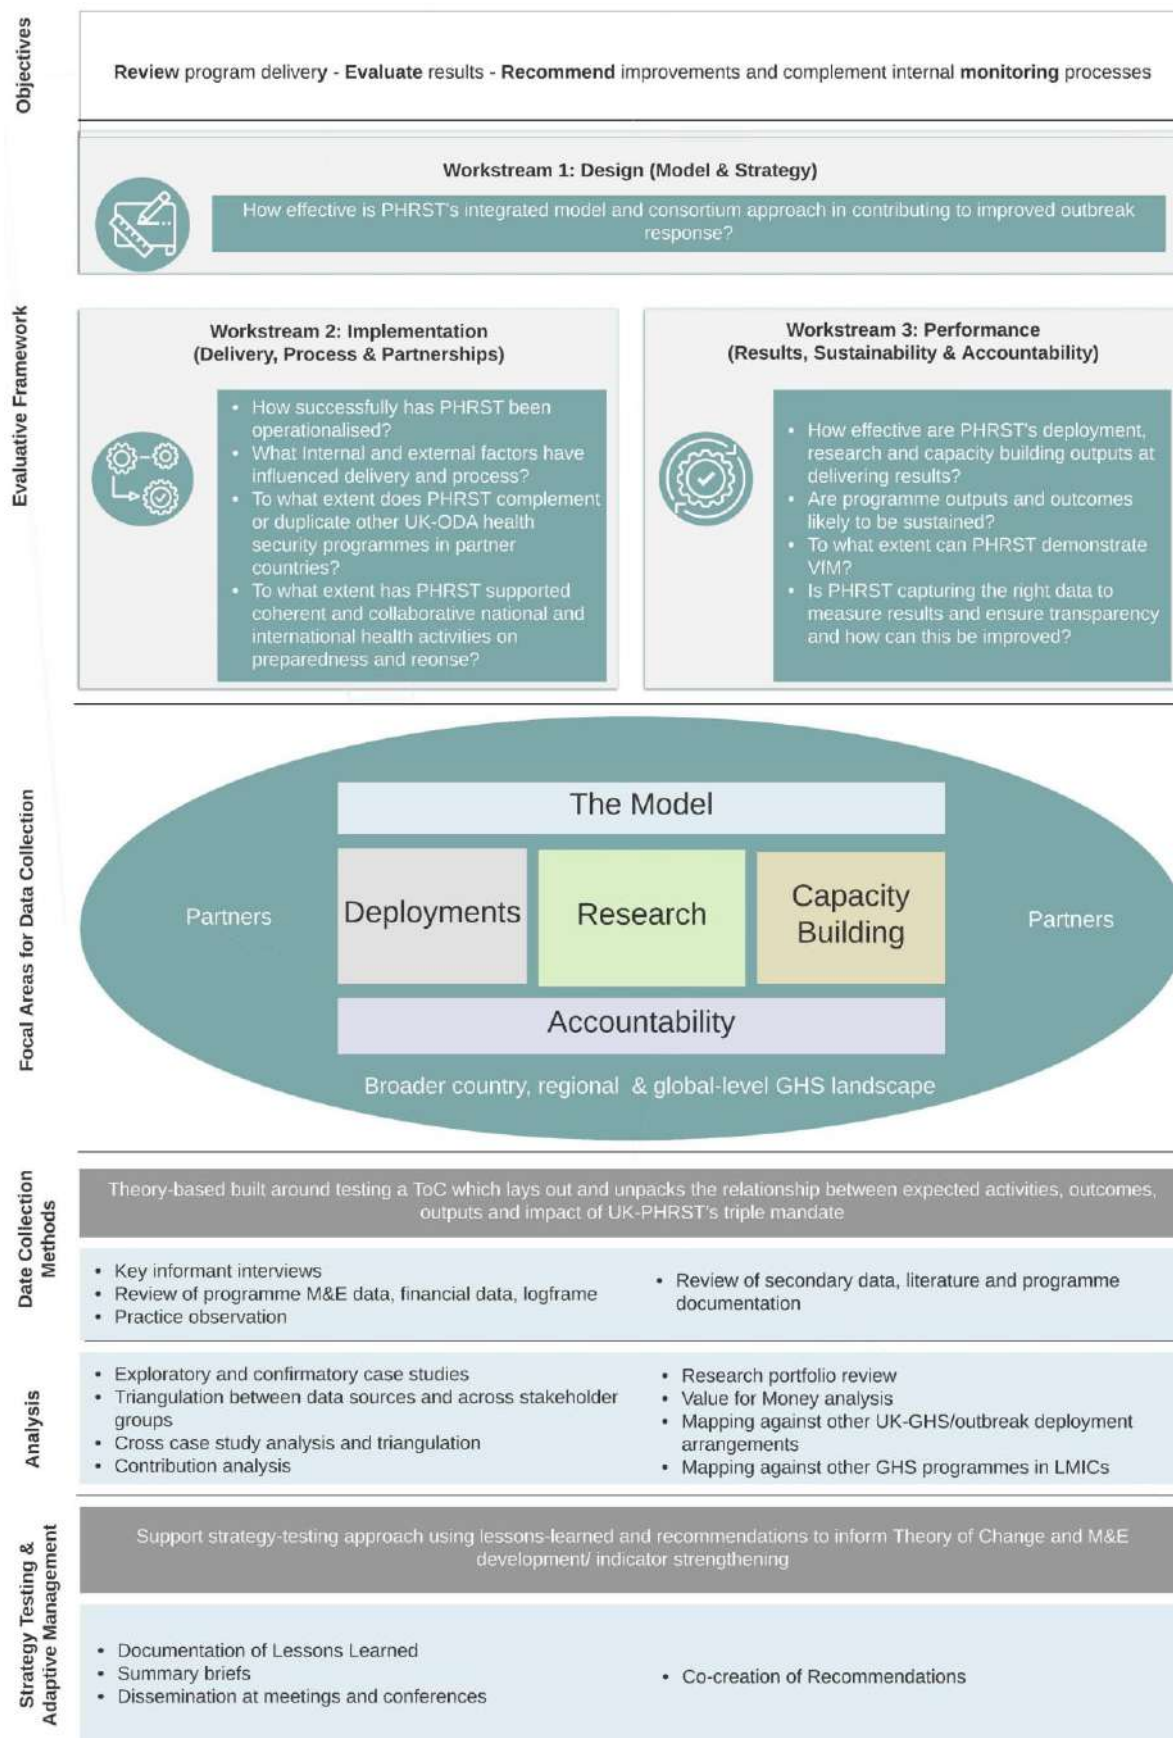 Objectives
Review program delivery - Evaluate results - Recommend improvements and complement internal monitoring processes
Evaluative Framework
Workstream 1: Design (Model & Strategy)
How effective is PHRST's integrated model and consortium approach in contributing to improved outbreak
response?
Workstream 2: Implementation
(Delivery, Process & Partnerships)
• How successfully has PHRST been
operationalised?
• What Internal and external factors have
influenced delivery and process?
• To what extent does PHRST complement
or duplicate other UK-ODA health
security programmes in partner
countries?
• To what extent has PHRST supported
coherent and collaborative national and
international health activities on
preparedness and reonse?
Workstream 3: Performance
(Results, Sustainability & Accountability)
• How effective are PHRST's deployment,
research and capacity building outputs at
delivering results?
• Are programme outputs and outcomes
likely to be sustained?
• To what extent can PHRST demonstrate
VfM?
• Is PHRST capturing the right data to
measure results and ensure transparency
and how can this be improved?
Focal Areas for Data Collection
The Model
Partners
Deployments
Research
Capacity
Building
Partners
Accountability
Broader country, regional & global-level GHS landscape
Date Collection
Methods
Theory-based built around testing a ToC which lays out and unpacks the relationship between expected activities, outcomes,
outputs and impact of UK-PHRST's triple mandate
• Key informant interviews
• Review of programme M&E data, financial data, logframe
• Practice observation
• Review of secondary data, literature and programme
documentation
Analysis
• Exploratory and confirmatory case studies
• Triangulation between data sources and across stakeholder
groups
• Cross case study analysis and triangulation
• Contribution analysis
• Research portfolio review
• Value for Money analysis
• Mapping against other UK-GHS/outbreak deployment
arrangements
• Mapping against other GHS programmes in LMICs
Strategy Testing &
Adaptive Management
Support strategy-testing approach using lessons-learned and recommendations to inform Theory of Change and M&E
development/ indicator strengthening
• Documentation of Lessons Learned
• Summary briefs
• Dissemination at meetings and conferences
• Co-creation of Recommendations